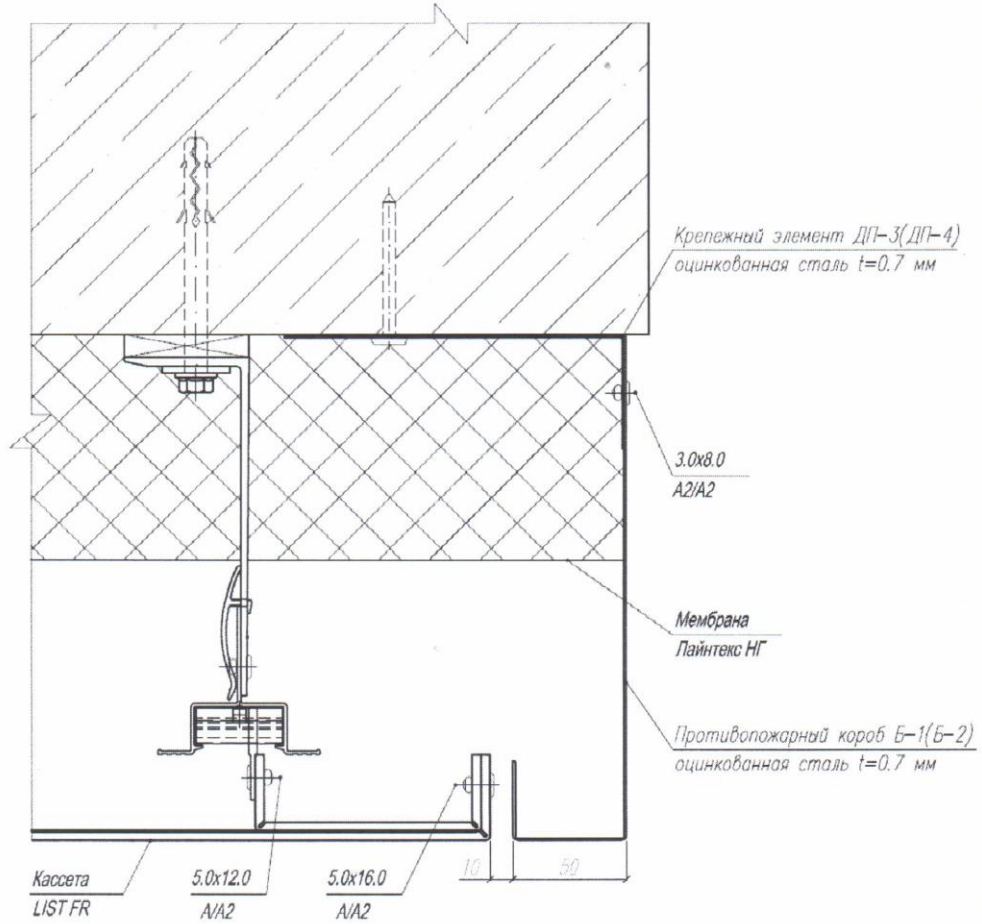 Крепежный элемент ДП-3(ДП-4)
оцинкованная сталь t=0.7 мм
3.0x8.0
A2/A2
Мембрана
Лайнтекс НГ
Противопожарный короб Б-1(Б-2)
оцинкованная сталь t=0.7 мм
10
50
Кассета
LIST FR
5.0x12.0
A/A2
5.0x16.0
A/A2